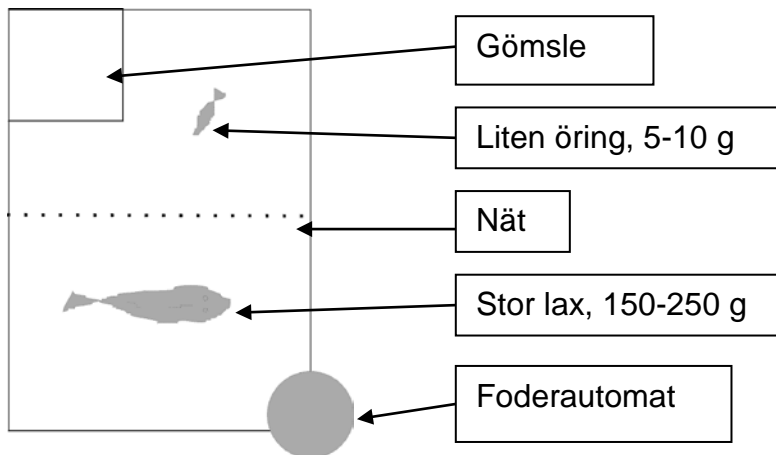 Gömsle
Liten öring, 5-10 g
Nät
Stor lax, 150-250 g
Foderautomat